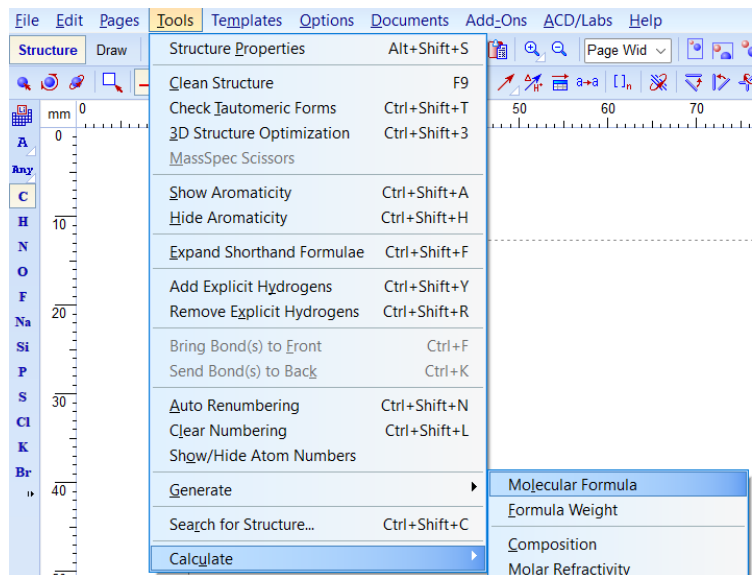 File Edit Pages Tools Templates Options Documents Add-Ons ACD/Labs Help
Structure Draw Page Wid
Structure Properties Alt+Shift+S
Clean Structure F9
Check Tautomeric Forms Ctrl+Shift+T
3D Structure Optimization Ctrl+Shift+3
MassSpec Scissors
Show Aromaticity Ctrl+Shift+A
Hide Aromaticity Ctrl+Shift+H
Expand Shorthand Formulae Ctrl+Shift+F
Add Explicit Hydrogens Ctrl+Shift+Y
Remove Explicit Hydrogens Ctrl+Shift+R
Bring Bond(s) to Front Ctrl+F
Send Bond(s) to Back Ctrl+K
Auto Renumbering Ctrl+Shift+N
Clear Numbering Ctrl+Shift+L
Show/Hide Atom Numbers
Generate
Search for Structure... Ctrl+Shift+C
Calculate
Molecular Formula
Formula Weight
Composition
Molar Refractivity
mm 0 50 60 70
0
10
20
30
40
A
Any
C
H
N
O
F
Na
Si
P
S
Cl
K
Br